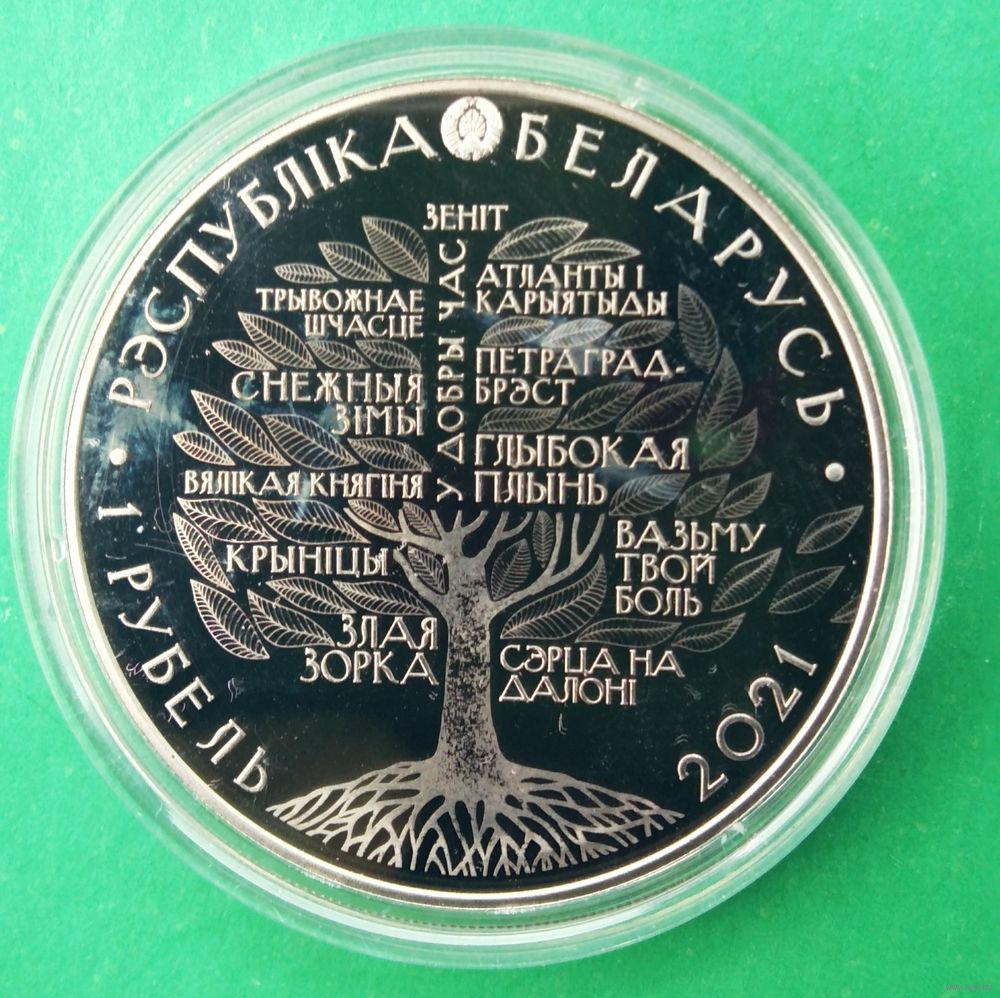 РЭСПУБЛІКА БЕЛАРУСЬ
ЗЕНІТ
У ДОБРЫ ЧАС
ТРЫВОЖНАЕ
ШЧАСЦЕ
АТЛАНТЫ І
КАРЫЯТЫДЫ
СНЕЖНЫЯ
ЗІМЫ
ПЕТРАГРАД-
БРЭСТ
ВЯЛІКАЯ КНЯГІНЯ
ГЛЫБОКАЯ
ПЛЫНЬ
КРЫНІЦЫ
ВАЗЬМУ
ТВОЙ
БОЛЬ
ЗЛАЯ
ЗОРКА
СЭРЦА НА
ДАЛОНІ
1 РУБЕЛЬ
2021